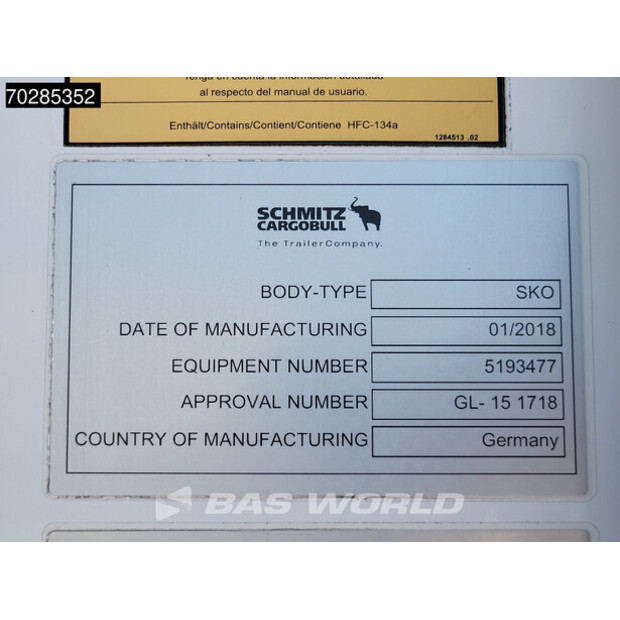 Tenga en cuenta la información detallada
70285352
al respecto del manual de usuario.
Enthält/Contains/Contient/Contiene HFC-134a
1284513 .02
SCHMITZ
CARGOBULL
The TrailerCompany.
BODY-TYPE SKO
DATE OF MANUFACTURING 01/2018
EQUIPMENT NUMBER 5193477
APPROVAL NUMBER GL- 15 1718
COUNTRY OF MANUFACTURING Germany
BAS WORLD